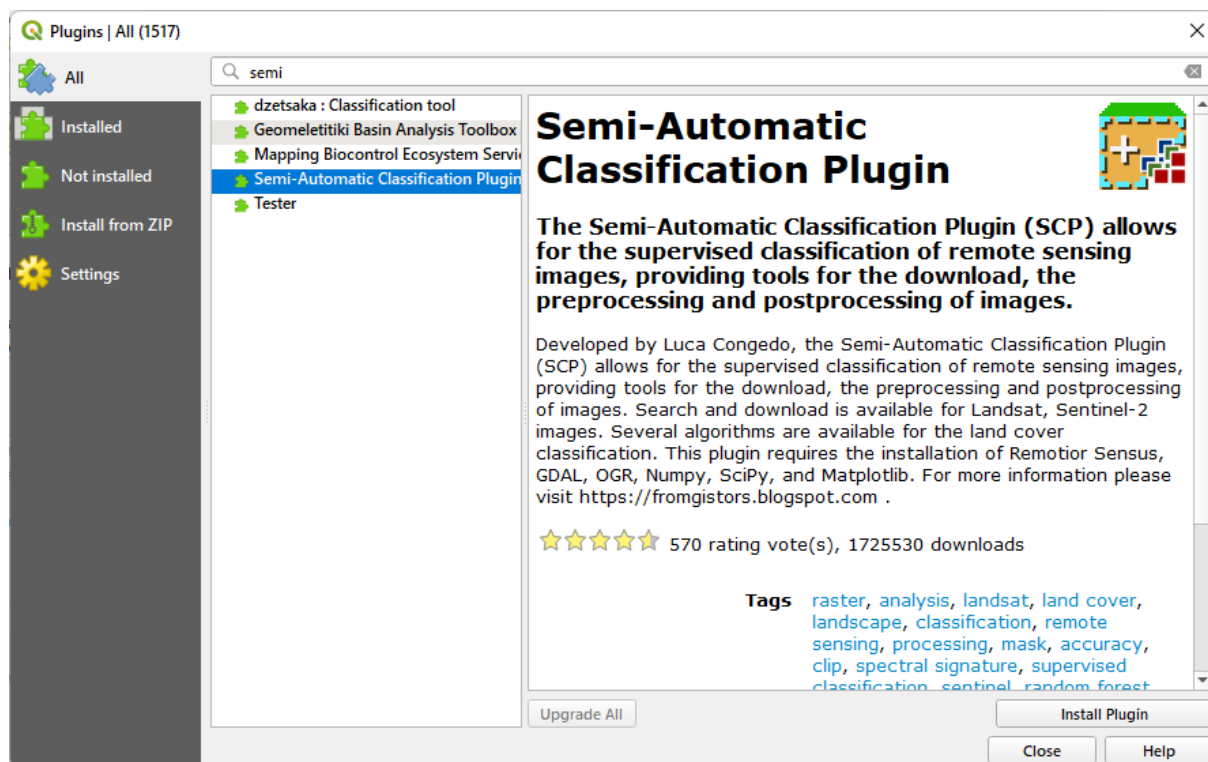 Plugins | All (1517)
All
Installed
Not installed
Install from ZIP
Settings
semi
dzetsaka : Classification tool
Geomeletitiki Basin Analysis Toolbox
Mapping Biocontrol Ecosystem Servi
Semi-Automatic Classification Plugin
Tester
Semi-Automatic
Classification Plugin
The Semi-Automatic Classification Plugin (SCP) allows
for the supervised classification of remote sensing
images, providing tools for the download, the
preprocessing and postprocessing of images.
Developed by Luca Congedo, the Semi-Automatic Classification Plugin
(SCP) allows for the supervised classification of remote sensing images,
providing tools for the download, the preprocessing and postprocessing
of images. Search and download is available for Landsat, Sentinel-2
images. Several algorithms are available for the land cover
classification. This plugin requires the installation of Remotior Sensus,
GDAL, OGR, Numpy, SciPy, and Matplotlib. For more information please
visit https://fromgistors.blogspot.com .
570 rating vote(s), 1725530 downloads
Tags raster, analysis, landsat, land cover,
landscape, classification, remote
sensing, processing, mask, accuracy,
clip, spectral signature, supervised
classification, sentinel, random forest
Upgrade All
Install Plugin
Close
Help